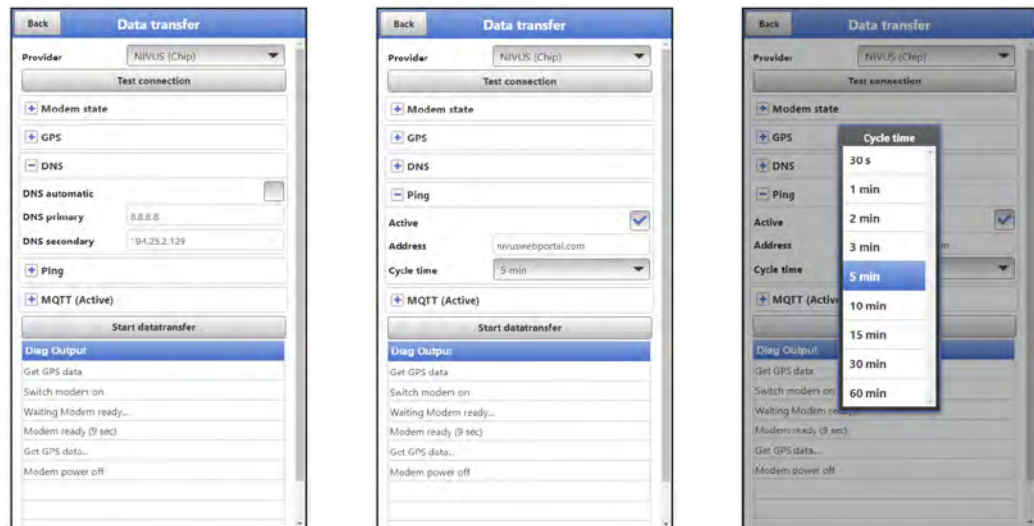 Back Data transfer
Provider NIVUS (Chip)
Test connection
+ Modem state
+ GPS
− DNS
DNS automatic
DNS primary 8.8.8.8
DNS secondary 194.25.2.129
+ Ping
+ MQTT (Active)
Start datatransfer
Diag Output
Get GPS data
Switch modem on
Waiting Modem ready...
Modem ready (9 sec)
Get GPS data...
Modem power off
Back Data transfer
Provider NIVUS (Chip)
Test connection
+ Modem state
+ GPS
+ DNS
− Ping
Active
Address nivuswebportal.com
Cycle time 5 min
+ MQTT (Active)
Start datatransfer
Diag Output
Get GPS data
Switch modem on
Waiting Modem ready...
Modem ready (9 sec)
Get GPS data...
Modem power off
Back Data transfer
Provider NIVUS (Chip)
Test connection
+ Modem state
+ GPS
+ DNS
− Ping
Active
Address m
Cycle time
+ MQTT (Active
Cycle time
30 s
1 min
2 min
3 min
5 min
10 min
15 min
30 min
60 min
Diag Output
Get GPS data
Switch modem on
Waiting Modem
Modem ready (9 sec)
Get GPS data...
Modem power off